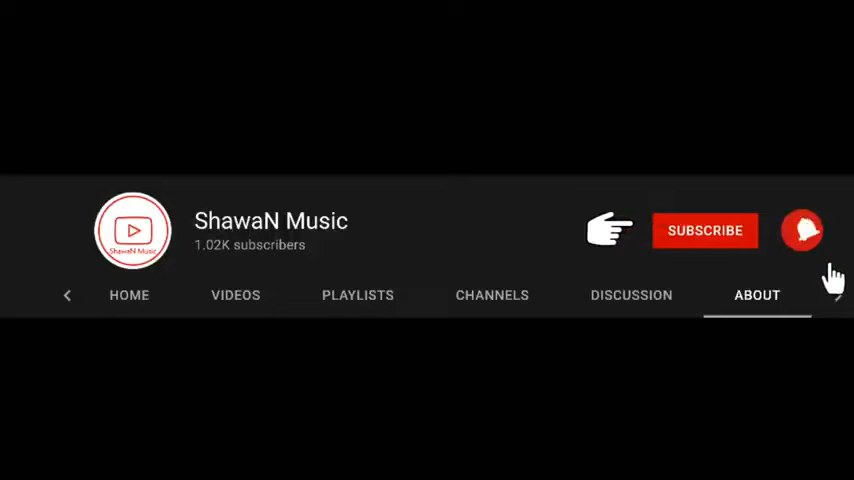 ShawaN Music
1.02K subscribers
SUBSCRIBE
ShawaN Music
HOME VIDEOS PLAYLISTS CHANNELS DISCUSSION ABOUT